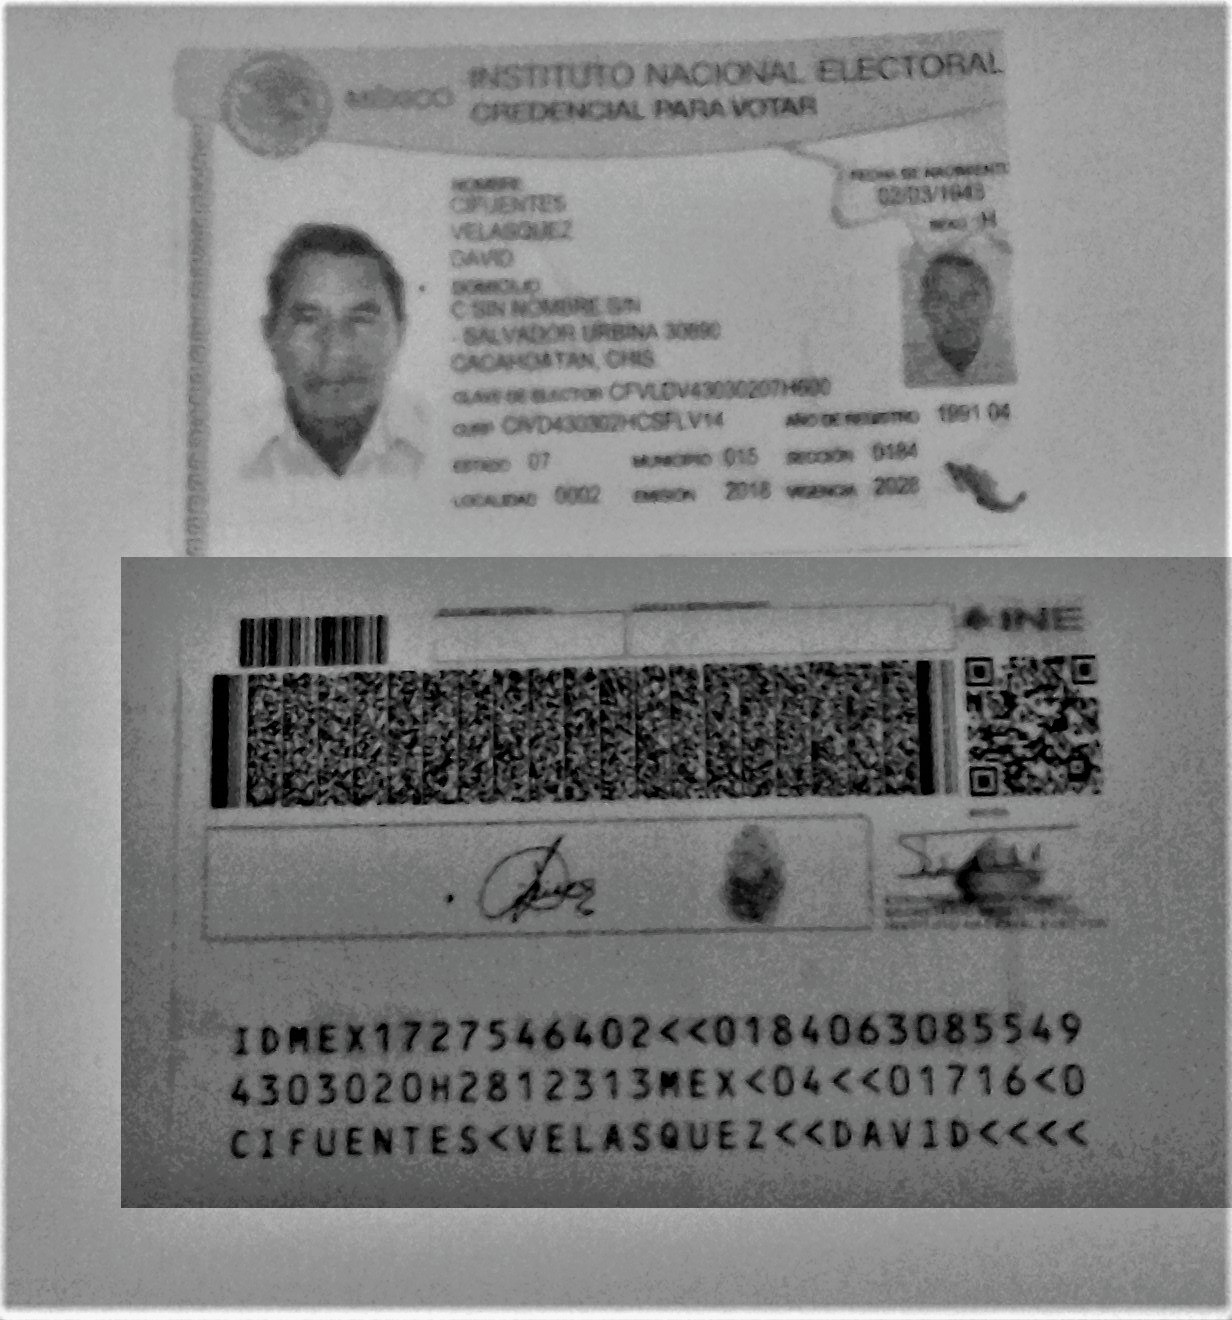 MÉXICO INSTITUTO NACIONAL ELECTORAL
CREDENCIAL PARA VOTAR
NOMBRE
CIFUENTES
VELASQUEZ
DAVID
FECHA DE NACIMIENTO
02/03/1943
SEXO H
DOMICILIO
C SIN NOMBRE S/N
- SALVADOR URBINA 30890
CACAHOATAN, CHIS.
CLAVE DE ELECTOR CFVLDV43030207H600
CURP CIVD430302HCSFLV14 AÑO DE REGISTRO 1991 04
ESTADO 07 MUNICIPIO 015 SECCIÓN 0184
LOCALIDAD 0002 EMISIÓN 2018 VIGENCIA 2028
INE
IDMEX1727546402<<0184063085549
4303020H2812313MEX<04<<01716<0
CIFUENTES<VELASQUEZ<<DAVID<<<<